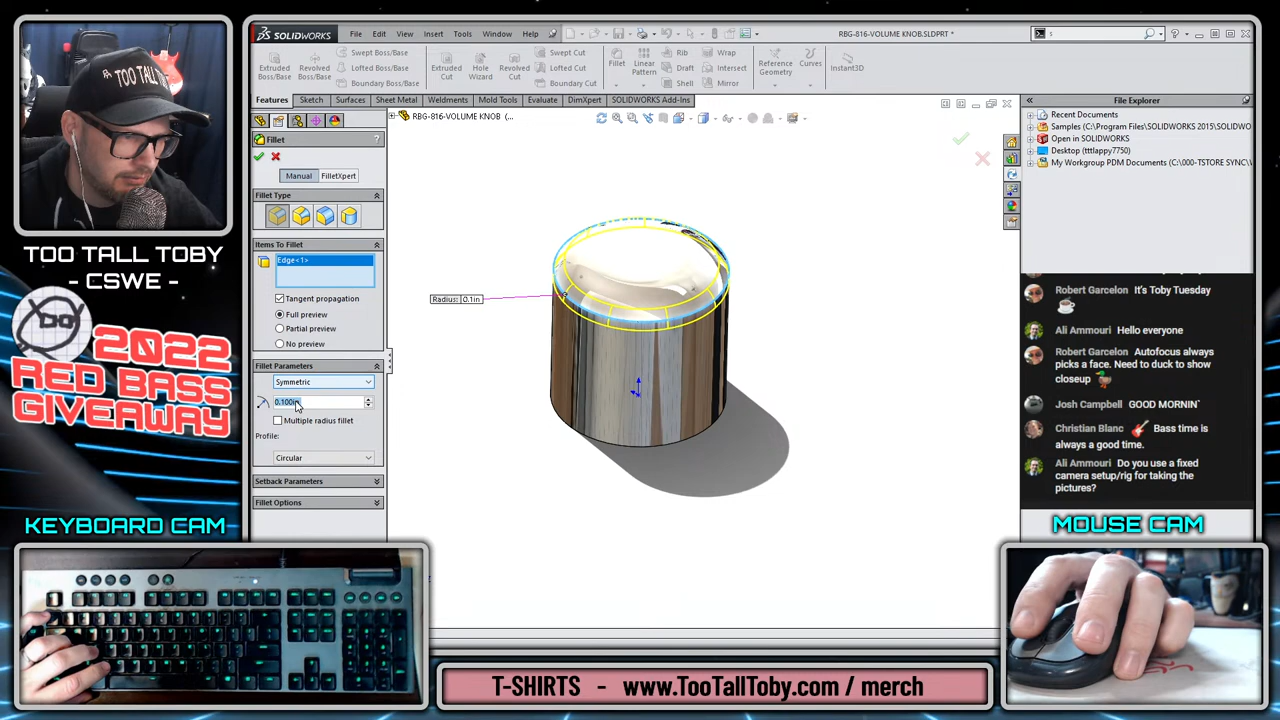 TOO TALL TOBY
TOO TALL TOBY
- CSWE -
2022
RED BASS
GIVEAWAY
KEYBOARD CAM
SOLIDWORKS
File
Edit
View
Insert
Tools
Window
Help
RBG-816-VOLUME KNOB.SLDPRT *
s
Extruded
Boss/Base
Revolved
Boss/Base
Swept Boss/Base
Lofted Boss/Base
Boundary Boss/Base
Extruded
Cut
Hole
Wizard
Revolved
Cut
Swept Cut
Lofted Cut
Boundary Cut
Fillet
Linear
Pattern
Rib
Draft
Shell
Wrap
Intersect
Mirror
Reference
Geometry
Curves
Instant3D
Features
Sketch
Surfaces
Sheet Metal
Weldments
Mold Tools
Evaluate
DimXpert
SOLIDWORKS Add-Ins
RBG-816-VOLUME KNOB (...
Fillet
?
Manual
FilletXpert
Fillet Type
Items To Fillet
Edge<1>
Tangent propagation
Full preview
Partial preview
No preview
Fillet Parameters
Symmetric
0.100in
Multiple radius fillet
Profile:
Circular
Setback Parameters
Fillet Options
Radius: 0.1in
File Explorer
Recent Documents
Samples (C:\Program Files\SOLIDWORKS 2015\SOLIDWO
Open in SOLIDWORKS
Desktop (tttlappy7750)
My Workgroup PDM Documents (C:\000-TSTORE SYNC\V
Robert Garcelon It's Toby Tuesday
Ali Ammouri Hello everyone
Robert Garcelon Autofocus always
picks a face. Need to duck to show
closeup
Josh Campbell GOOD MORNIN`
Christian Blanc Bass time is
always a good time.
Ali Ammouri Do you use a fixed
camera setup/rig for taking the
pictures?
MOUSE CAM
T-SHIRTS - www.TooTallToby.com / merch